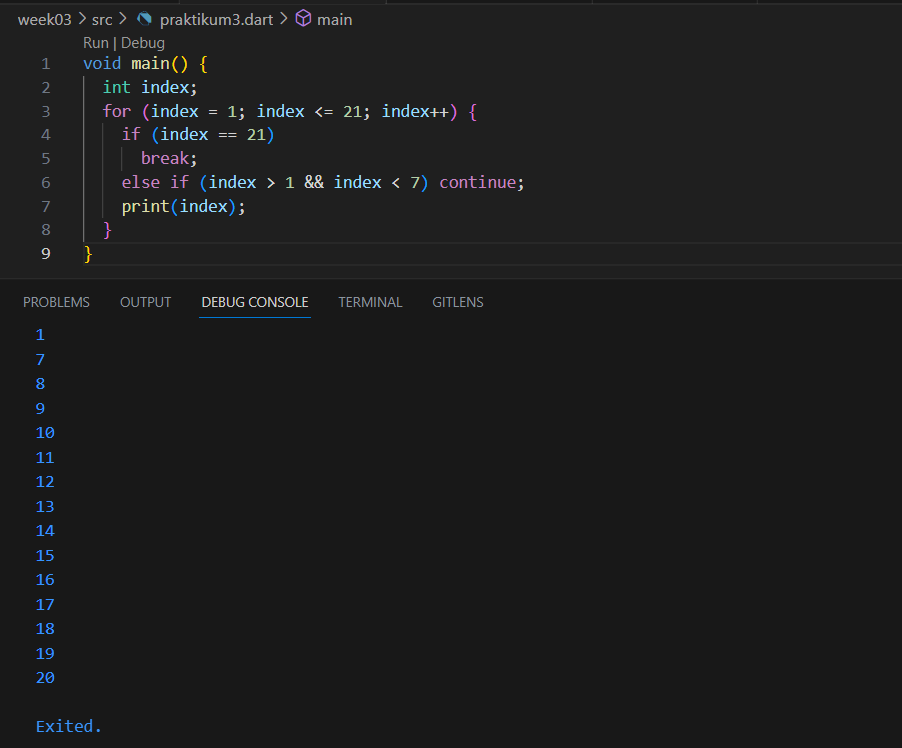 week03 > src > praktikum3.dart > main
Run | Debug
1 void main() {
2 int index;
3 for (index = 1; index <= 21; index++) {
4 if (index == 21)
5 break;
6 else if (index > 1 && index < 7) continue;
7 print(index);
8 }
9 }
PROBLEMS OUTPUT DEBUG CONSOLE TERMINAL GITLENS
1
7
8
9
10
11
12
13
14
15
16
17
18
19
20
Exited.